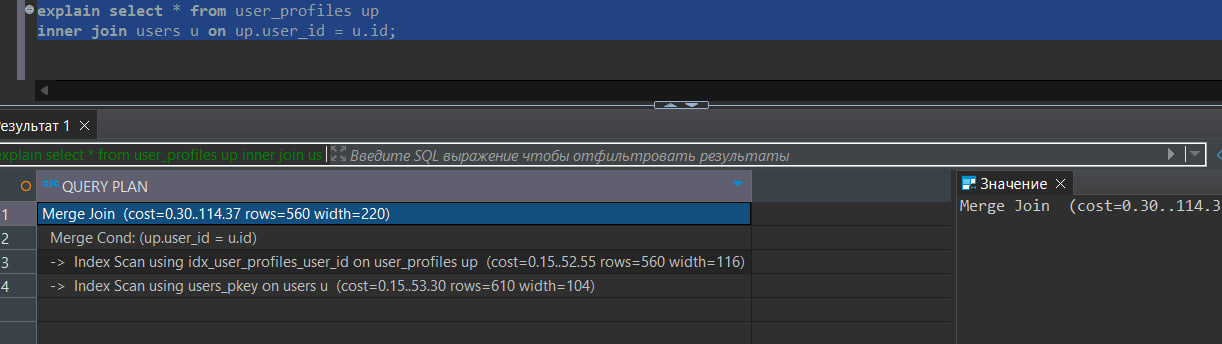 explain select * from user_profiles up
inner join users u on up.user_id = u.id;
езультат 1
explain select * from user_profiles up inner join us
Введите SQL выражение чтобы отфильтровать результаты
QUERY PLAN
Значение
1 Merge Join (cost=0.30..114.37 rows=560 width=220)
Merge Join (cost=0.30..114.3
2 Merge Cond: (up.user_id = u.id)
3 -> Index Scan using idx_user_profiles_user_id on user_profiles up (cost=0.15..52.55 rows=560 width=116)
4 -> Index Scan using users_pkey on users u (cost=0.15..53.30 rows=610 width=104)